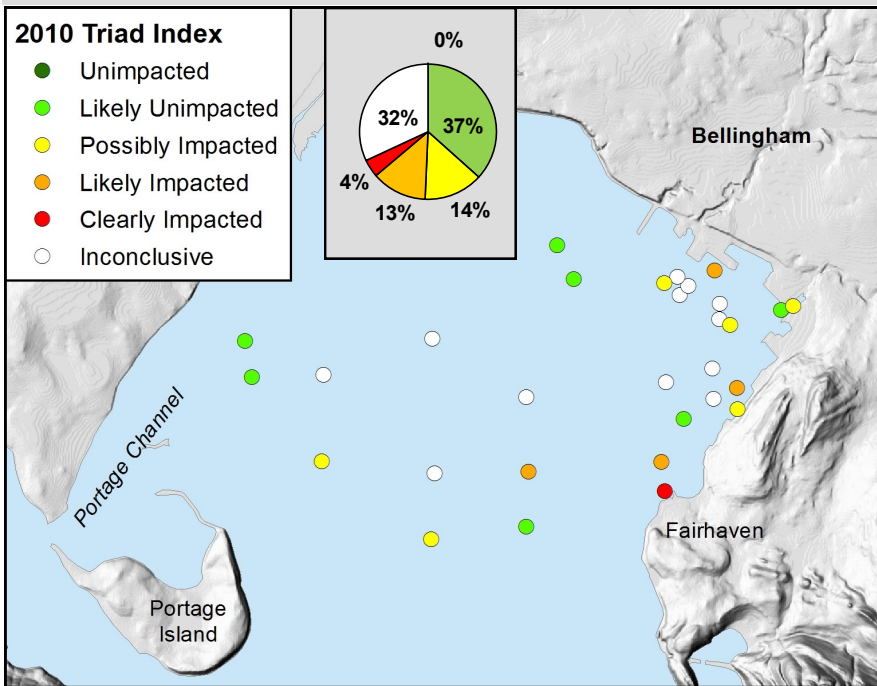 2010 Triad Index
Unimpacted
Likely Unimpacted
Possibly Impacted
Likely Impacted
Clearly Impacted
Inconclusive
0%
32%
37%
4%
13%
14%
Bellingham
Portage Channel
Fairhaven
Portage
Island